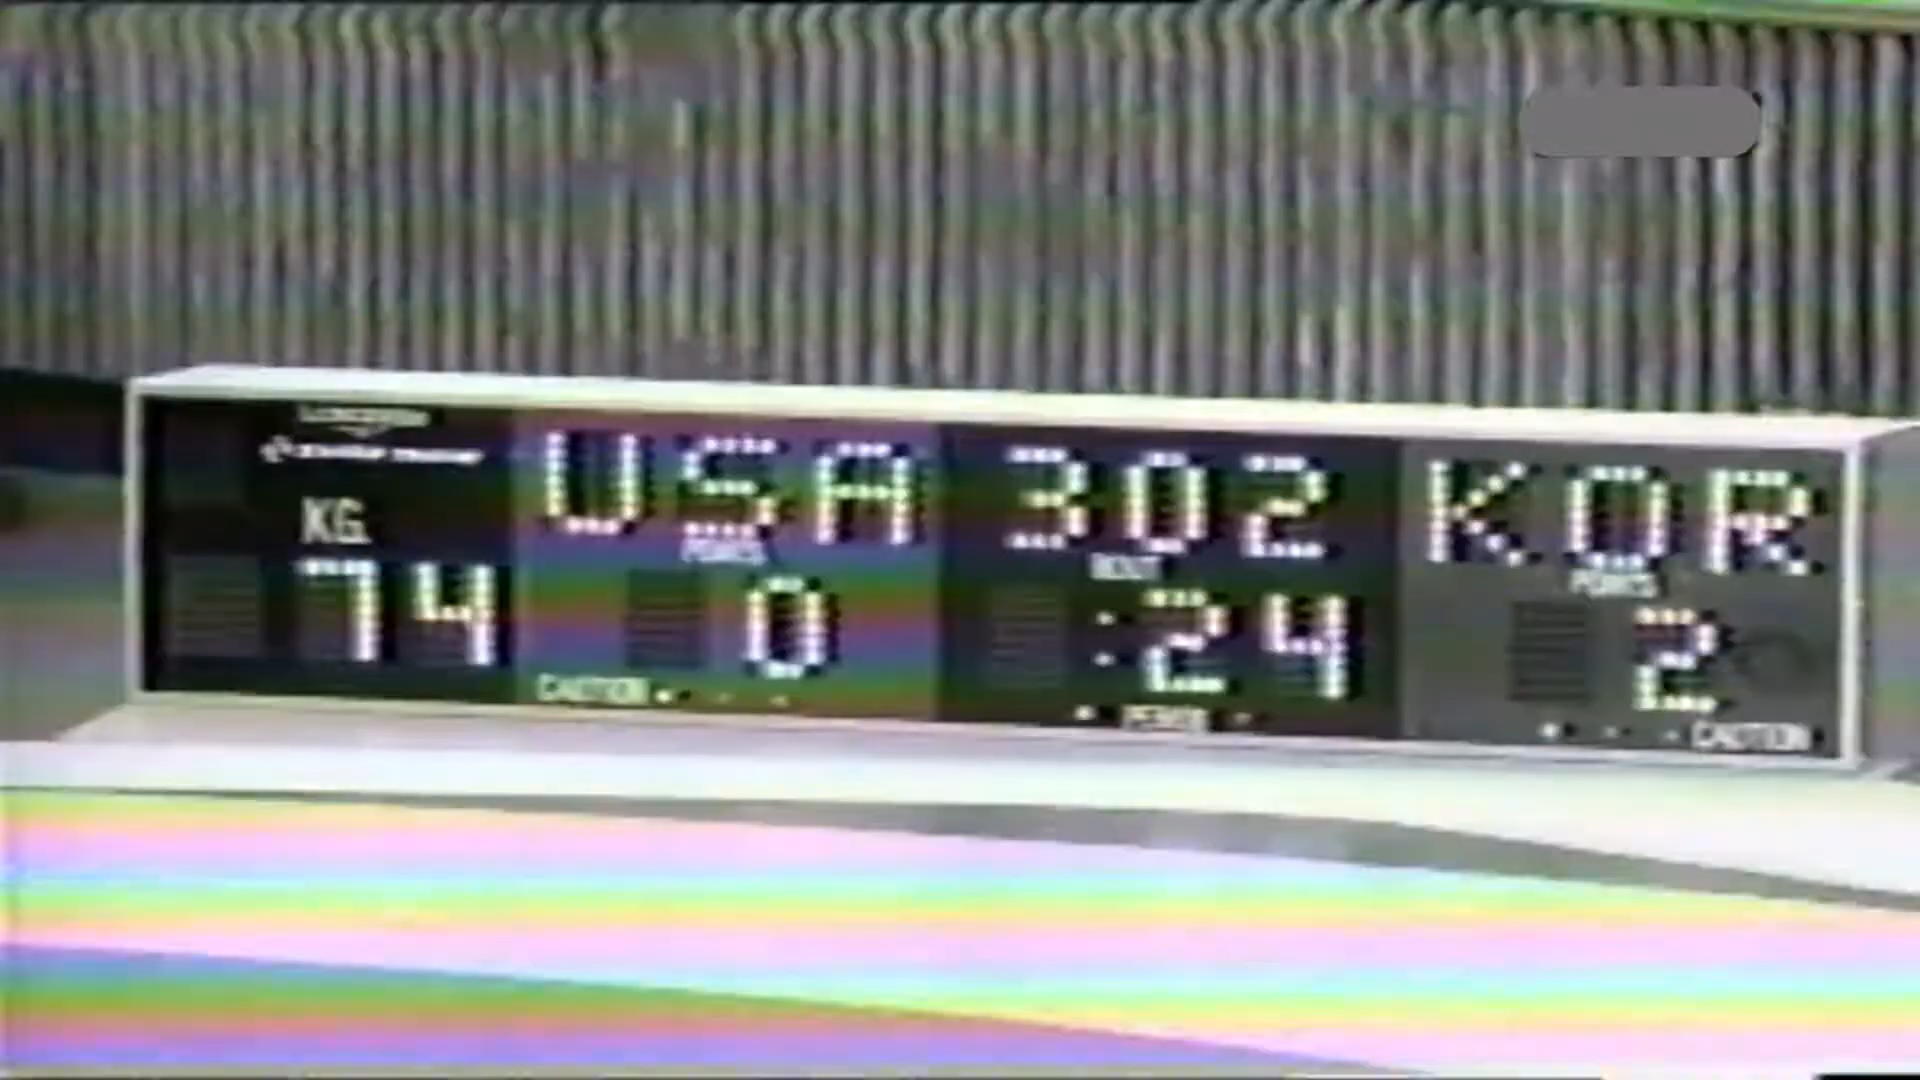 KG.
USA 302 KOR
POINTS BOUT POINTS
74 0 :24 2
CAUTION PERIOD CAUTION